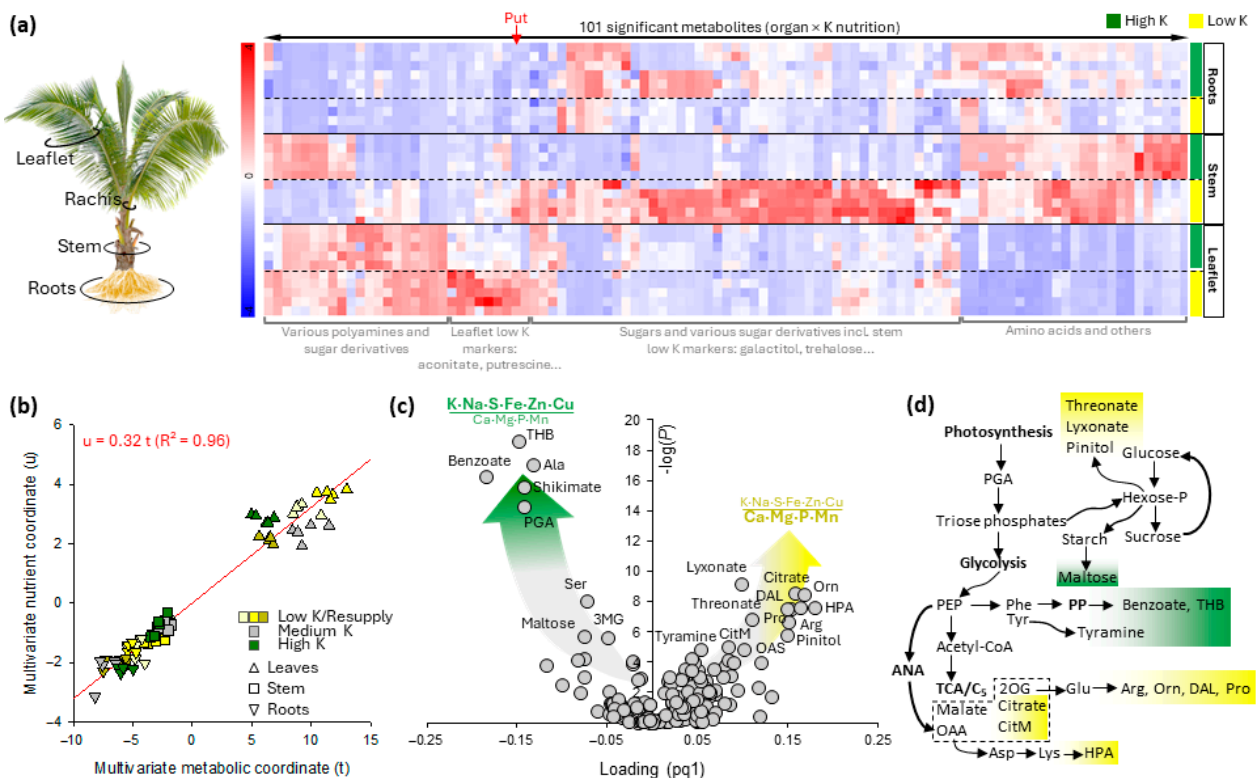 (a)
Put
101 significant metabolites (organ × K nutrition)
High K
Low K
4
0
-4
Leaflet
Rachis
Stem
Roots
Roots
Stem
Leaflet
Various polyamines and
sugar derivatives
Leaflet low K
markers:
aconitate, putrescine...
Sugars and various sugar derivatives incl. stem
low K markers: galactitol, trehalose...
Amino acids and others
(b)
Multivariate nutrient coordinate (u)
6
4
2
0
−2
−4
u = 0.32 t (R² = 0.96)
Low K/Resupply
Medium K
High K
Leaves
Stem
Roots
−10
−5
0
5
10
15
Multivariate metabolic coordinate (t)
(c)
K·Na·S·Fe·Zn·Cu
Ca·Mg·P·Mn
-log(P)
20
18
16
14
12
10
8
6
4
2
THB
Benzoate
Ala
Shikimate
PGA
Ser
Maltose
3MG
K·Na·S·Fe·Zn·Cu
Ca·Mg·P·Mn
Lyxonate
Citrate
Orn
DAL
HPA
Threonate
Pro
Arg
Tyramine
CitM
Pinitol
OAS
−0.25
−0.15
−0.05
0.05
0.15
0.25
Loading (pq1)
(d)
Threonate
Lyxonate
Pinitol
Photosynthesis
Glucose
PGA
Hexose-P
Triose phosphates
Starch
Sucrose
Glycolysis
Maltose
PEP
Phe
PP
Benzoate, THB
Tyr
Tyramine
Acetyl-CoA
ANA
TCA/C₅
2OG
Glu
Arg, Orn, DAL, Pro
Malate
Citrate
OAA
CitM
Asp
Lys
HPA